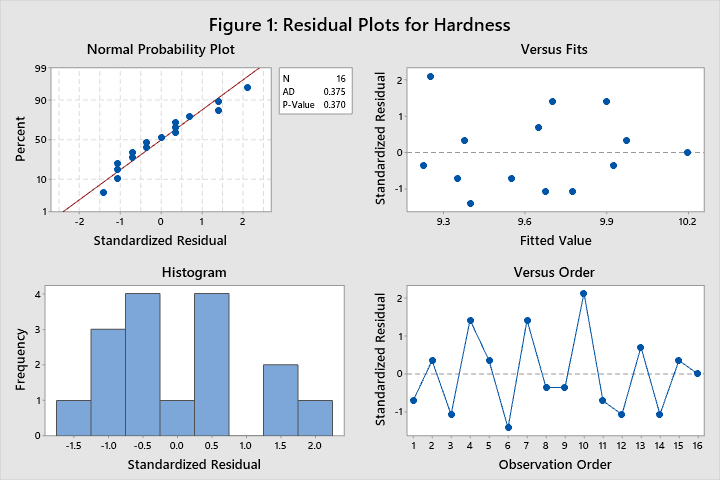 Figure 1: Residual Plots for Hardness
Normal Probability Plot
99
90
50
10
1
Percent
-2 -1 0 1 2
Standardized Residual
N 16
AD 0.375
P-Value 0.370
Versus Fits
2
1
0
-1
Standardized Residual
9.3 9.6 9.9 10.2
Fitted Value
Histogram
4
3
2
1
0
Frequency
-1.5 -1.0 -0.5 0.0 0.5 1.0 1.5 2.0
Standardized Residual
Versus Order
2
1
0
-1
Standardized Residual
1 2 3 4 5 6 7 8 9 10 11 12 13 14 15 16
Observation Order